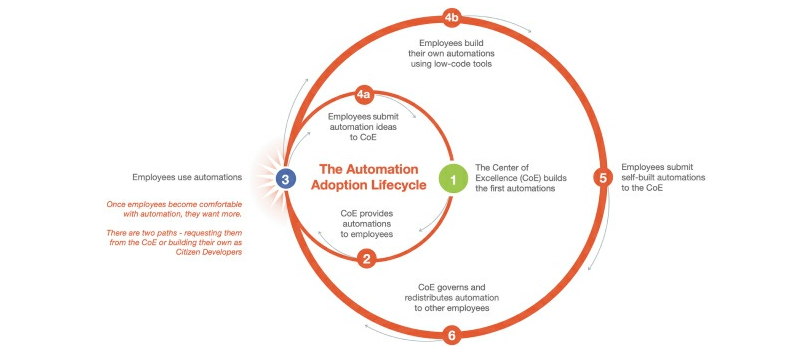 4b
Employees build
their own automations
using low-code tools
4a
Employees submit
automation ideas
to CoE
Employees use automations
3
The Automation
Adoption Lifecycle
1
The Center of
Excellence (CoE) builds
the first automations
5
Employees submit
self-built automations
to the CoE
Once employees become comfortable
with automation, they want more.
There are two paths - requesting them
from the CoE or building their own as
Citizen Developers
CoE provides
automations
to employees
2
CoE governs and
redistributes automation
to other employees
6